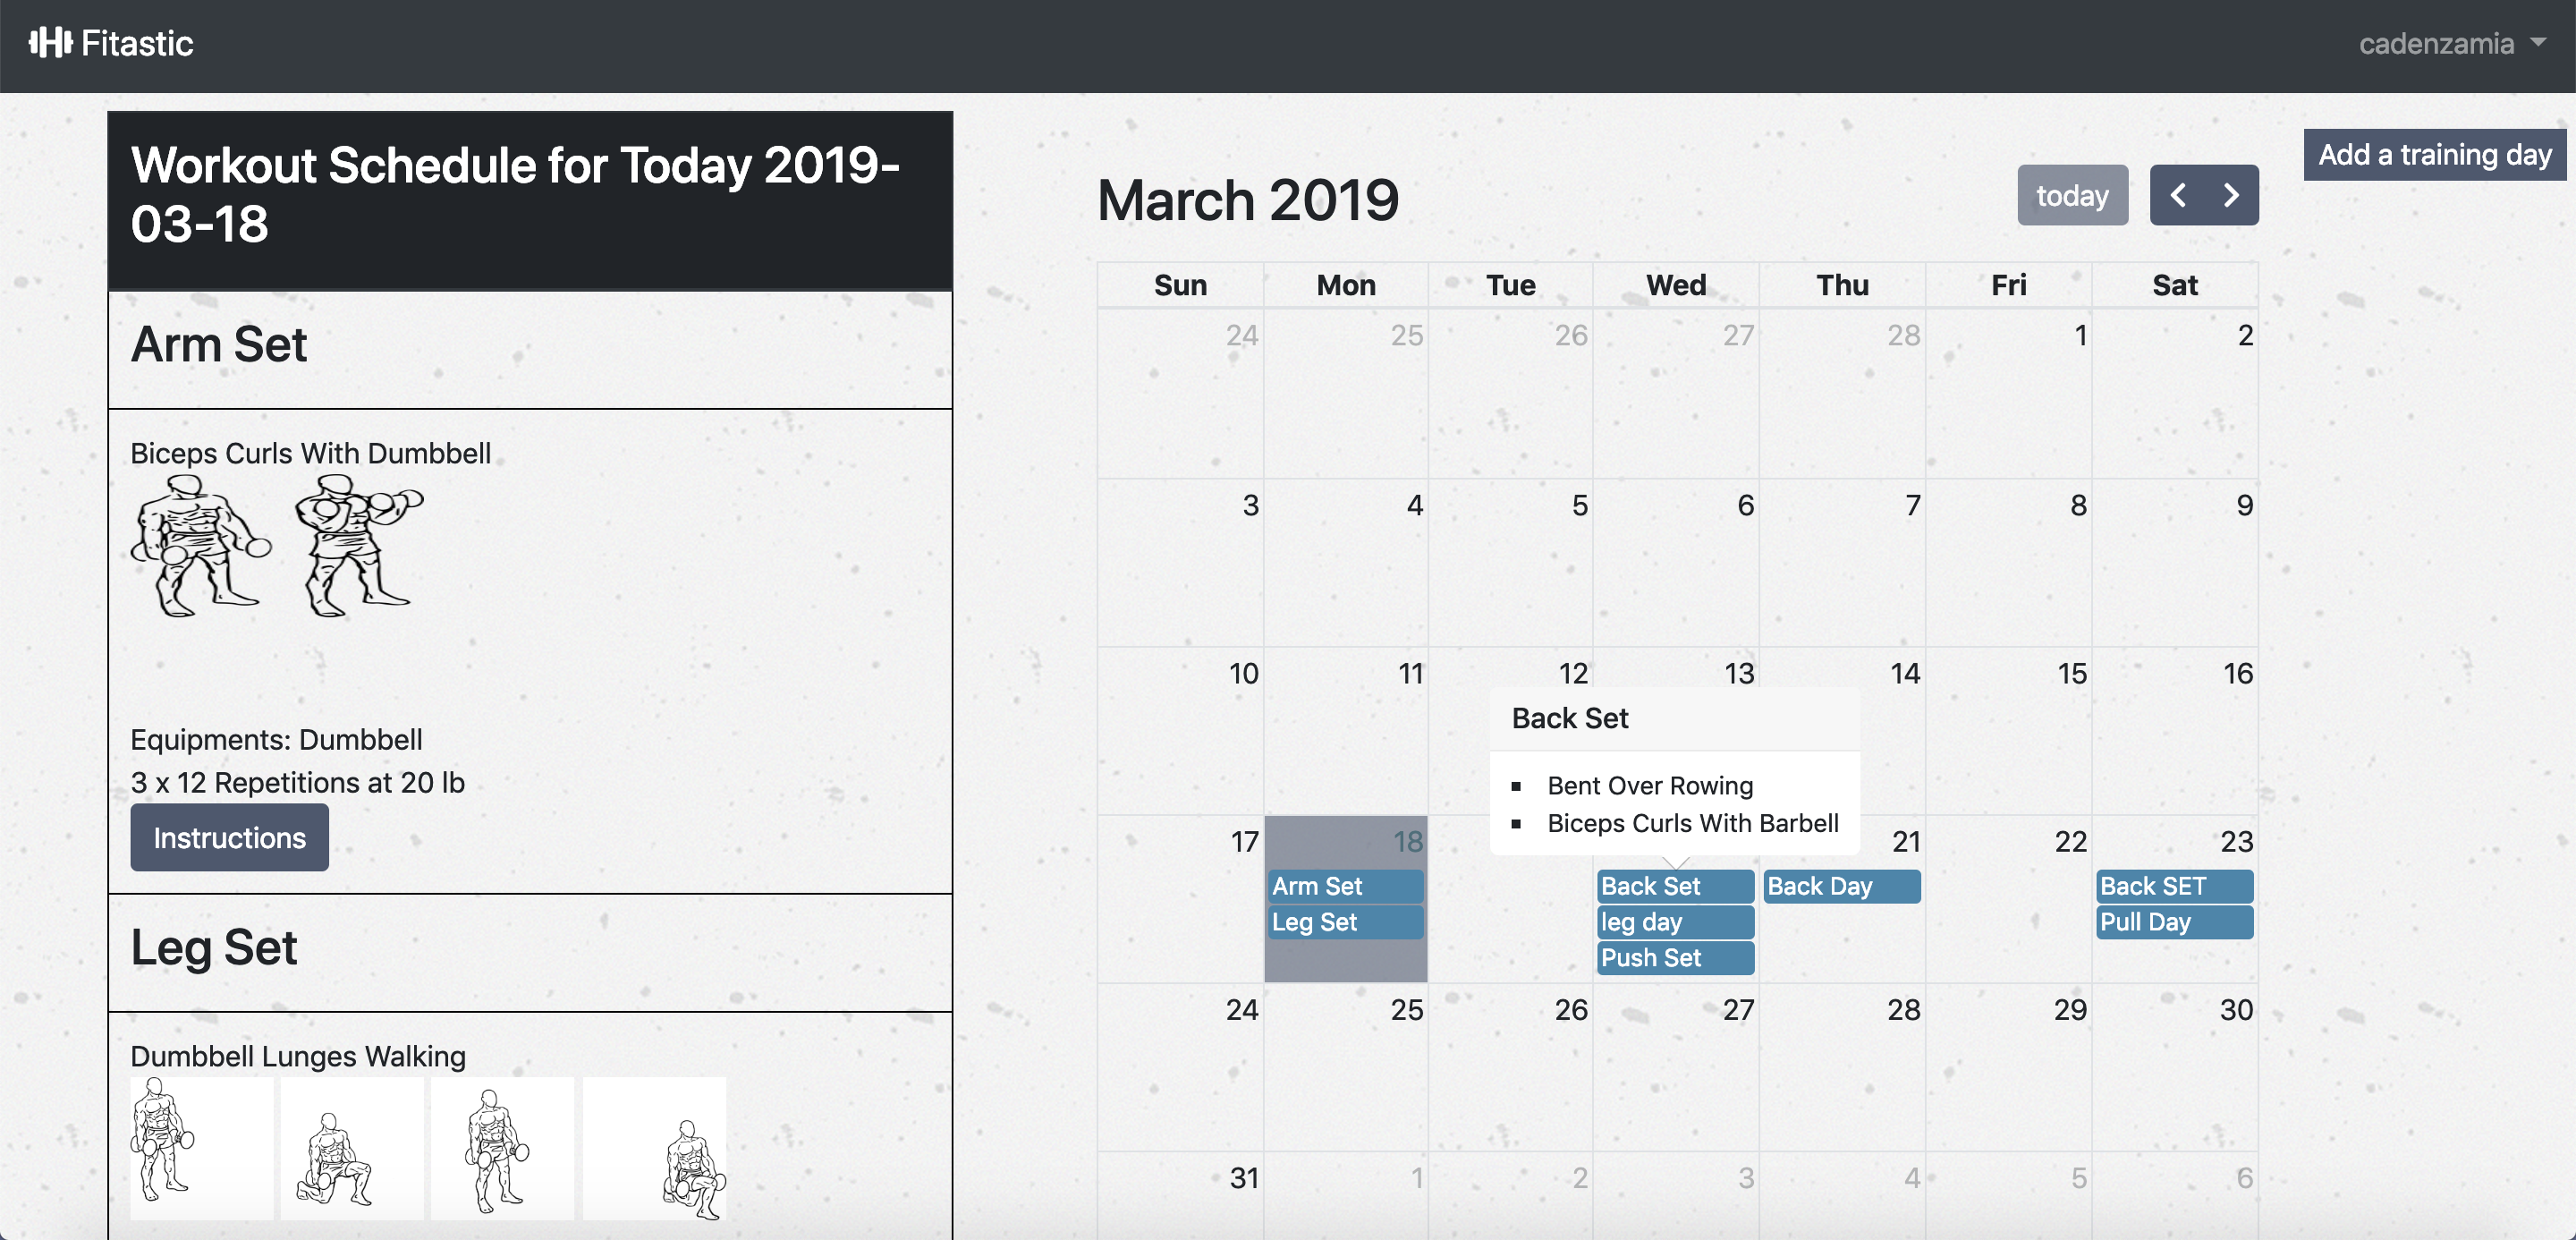 Fitastic
cadenzamia
Workout Schedule for Today 2019-
03-18
Arm Set
Biceps Curls With Dumbbell
Equipments: Dumbbell
3 x 12 Repetitions at 20 lb
Instructions
Leg Set
Dumbbell Lunges Walking
Add a training day
March 2019
today
Sun Mon Tue Wed Thu Fri Sat
24 25 26 27 28 1 2
3 4 5 6 7 8 9
10 11 12 13 14 15 16
Back Set
Bent Over Rowing
Biceps Curls With Barbell
17 18 21 22 23
Arm Set Back Set Back Day Back SET
Leg Set leg day Pull Day
Push Set
24 25 26 27 28 29 30
31 1 2 3 4 5 6